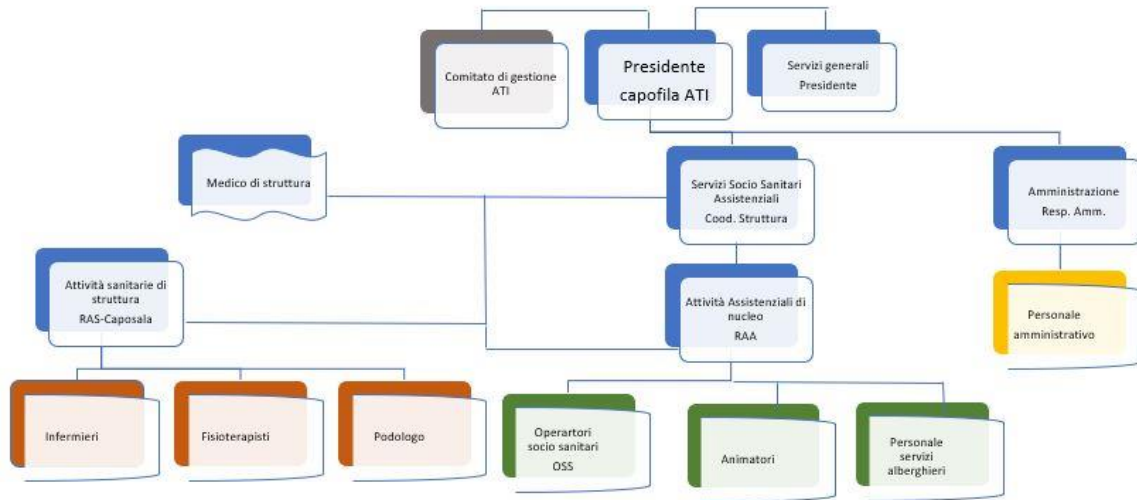 Comitato di gestione
ATI
Presidente
capofila ATI
Servizi generali
Presidente
Medico di struttura
Servizi Socio Sanitari
Assistenziali
Cood. Struttura
Amministrazione
Resp. Amm.
Attività sanitarie di
struttura
RAS-Caposala
Attività Assistenziali di
nucleo
RAA
Personale
amministrativo
Infermieri
Fisioterapisti
Podologo
Operartori
socio sanitari
OSS
Animatori
Personale
servizi
alberghieri